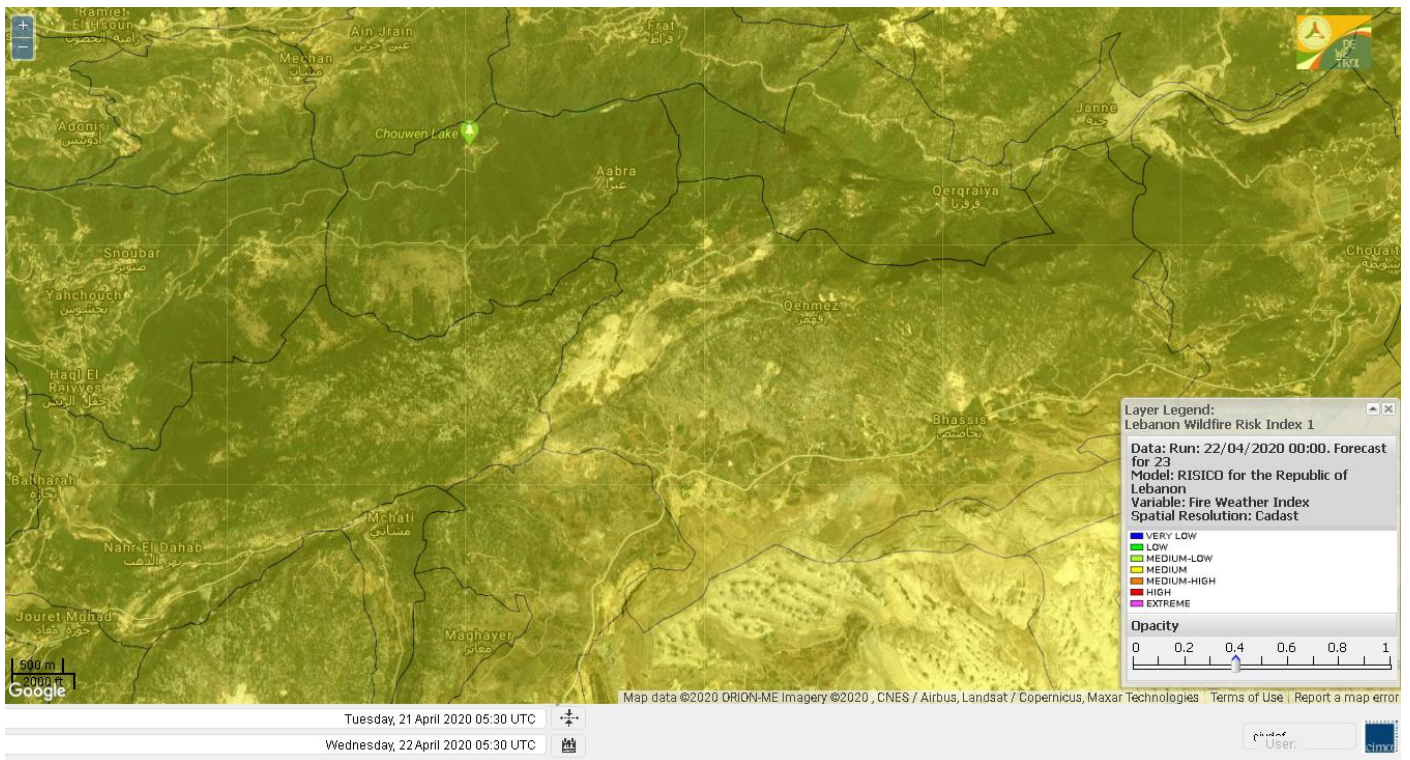 +
−
Ramiet
El Hsoun
رامية الحصون
Ain Jrain
عين جرين
Mechan
مشان
Frat
فراط
Adonis
أدونيس
Chouwen Lake
Janne
جنة
Aabra
عبرا
Qerqraiya
قرقريا
Snoubar
صنوبر
Yahchouch
يحشوش
Qehmez
قهمز
Haql El
Raiyyes
حقل الريس
Bhassis
بحاصيص
Mchati
مشاتي
Nahr El Dahab
نهر الذهب
Jouret Mghad
جورة مغاد
Maghayer
مغاير
DE
WE
TRA
Layer Legend:
Lebanon Wildfire Risk Index 1
Data: Run: 22/04/2020 00:00. Forecast
for 23
Model: RISICO for the Republic of
Lebanon
Variable: Fire Weather Index
Spatial Resolution: Cadast
VERY LOW
LOW
MEDIUM-LOW
MEDIUM
MEDIUM-HIGH
HIGH
EXTREME
Opacity
0 0.2 0.4 0.6 0.8 1
500 m
2000 ft
Google
Map data ©2020 ORION-ME Imagery ©2020 , CNES / Airbus, Landsat / Copernicus, Maxar Technologies
Terms of Use
Report a map error
Tuesday, 21 April 2020 05:30 UTC
Wednesday, 22 April 2020 05:30 UTC
User:
cima